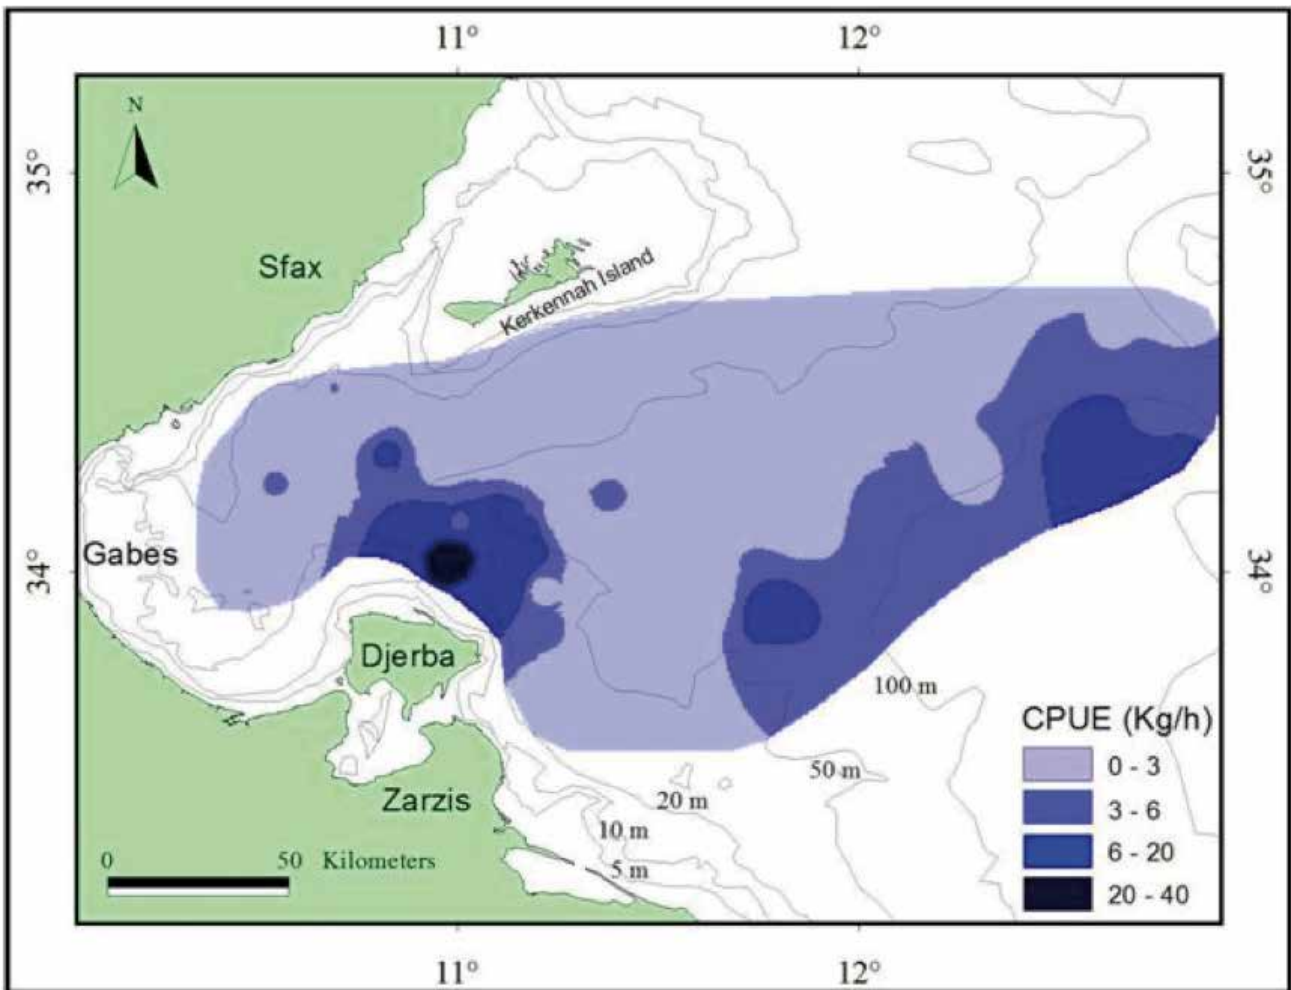 11° 12°
N
35° 35°
Sfax
Kerkennah Island
Gabes
34° 34°
Djerba
100 m
CPUE (Kg/h)
0 - 3
50 m
Zarzis
20 m
3 - 6
10 m
6 - 20
0 50 Kilometers
5 m
20 - 40
11° 12°